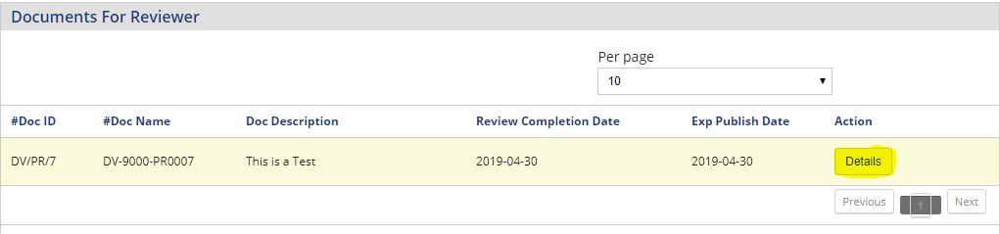 Documents For Reviewer
Per page
10
#Doc ID #Doc Name Doc Description Review Completion Date Exp Publish Date Action
DV/PR/7 DV-9000-PR0007 This is a Test 2019-04-30 2019-04-30 Details
Previous 1 Next